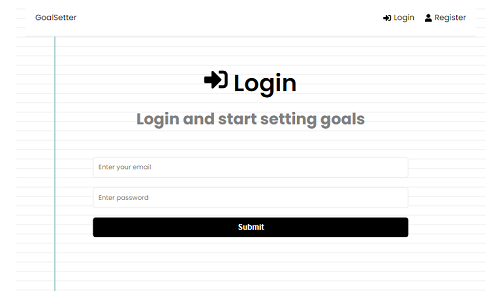 GoalSetter Login Register
Login
Login and start setting goals
Enter your email
Enter password
Submit